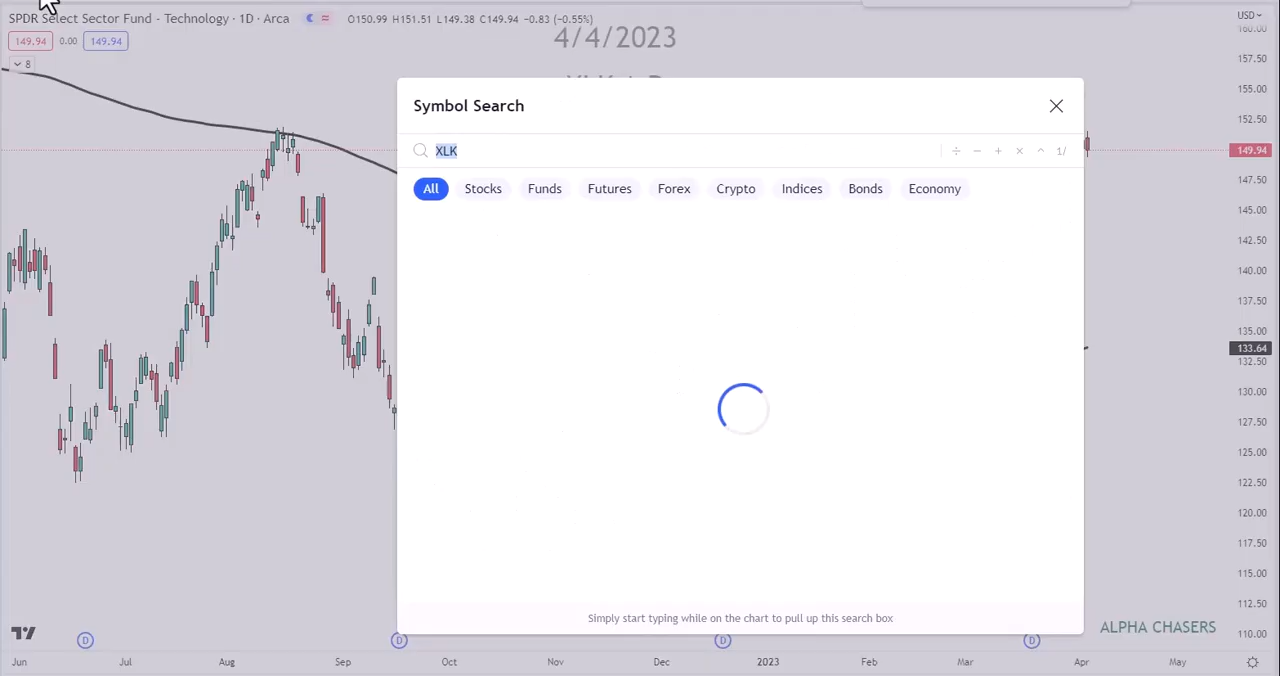 SPDR Select Sector Fund - Technology · 1D · Arca O150.99 H151.51 L149.38 C149.94 −0.83 (−0.55%)
149.94 0.00 149.94
8
4/4/2023
USD
160.00
157.50
155.00
152.50
149.94
147.50
145.00
142.50
140.00
137.50
135.00
133.64
132.50
130.00
127.50
125.00
122.50
120.00
117.50
115.00
112.50
110.00
Symbol Search
XLK
÷ − + × ^ 1/
All Stocks Funds Futures Forex Crypto Indices Bonds Economy
Simply start typing while on the chart to pull up this search box
ALPHA CHASERS
D D D D
Jun Jul Aug Sep Oct Nov Dec 2023 Feb Mar Apr May